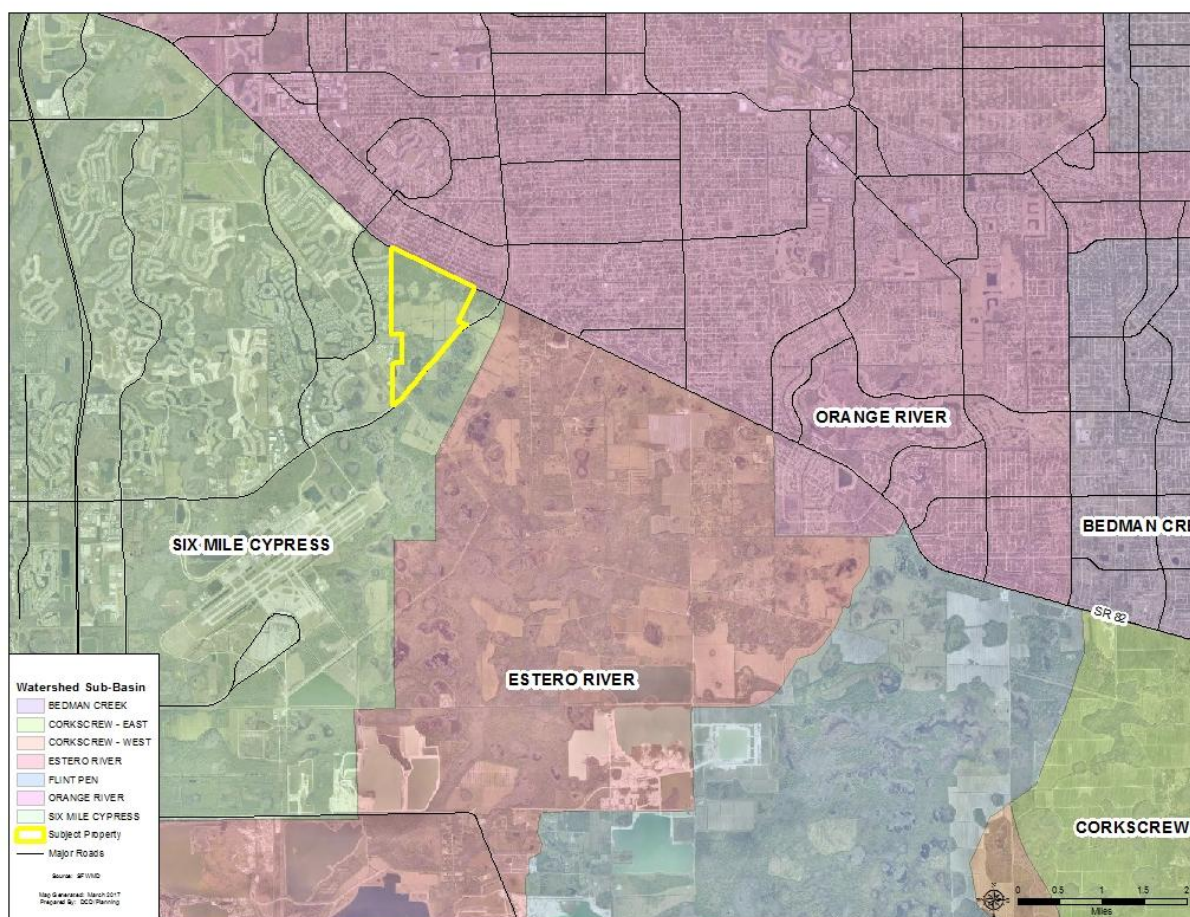 ORANGE RIVER
BEDMAN CRE
SIX MILE CYPRESS
SR 82
ESTERO RIVER
CORKSCREW
Watershed Sub-Basin
BEDMAN CREEK
CORKSCREW - EAST
CORKSCREW - WEST
ESTERO RIVER
FLINT PEN
ORANGE RIVER
SIX MILE CYPRESS
Subject Property
Major Roads
Source: SFWMD
Map Generated: March 2017
Prepared By: DCD/Planning
0 0.5 1 1.5 2
Miles